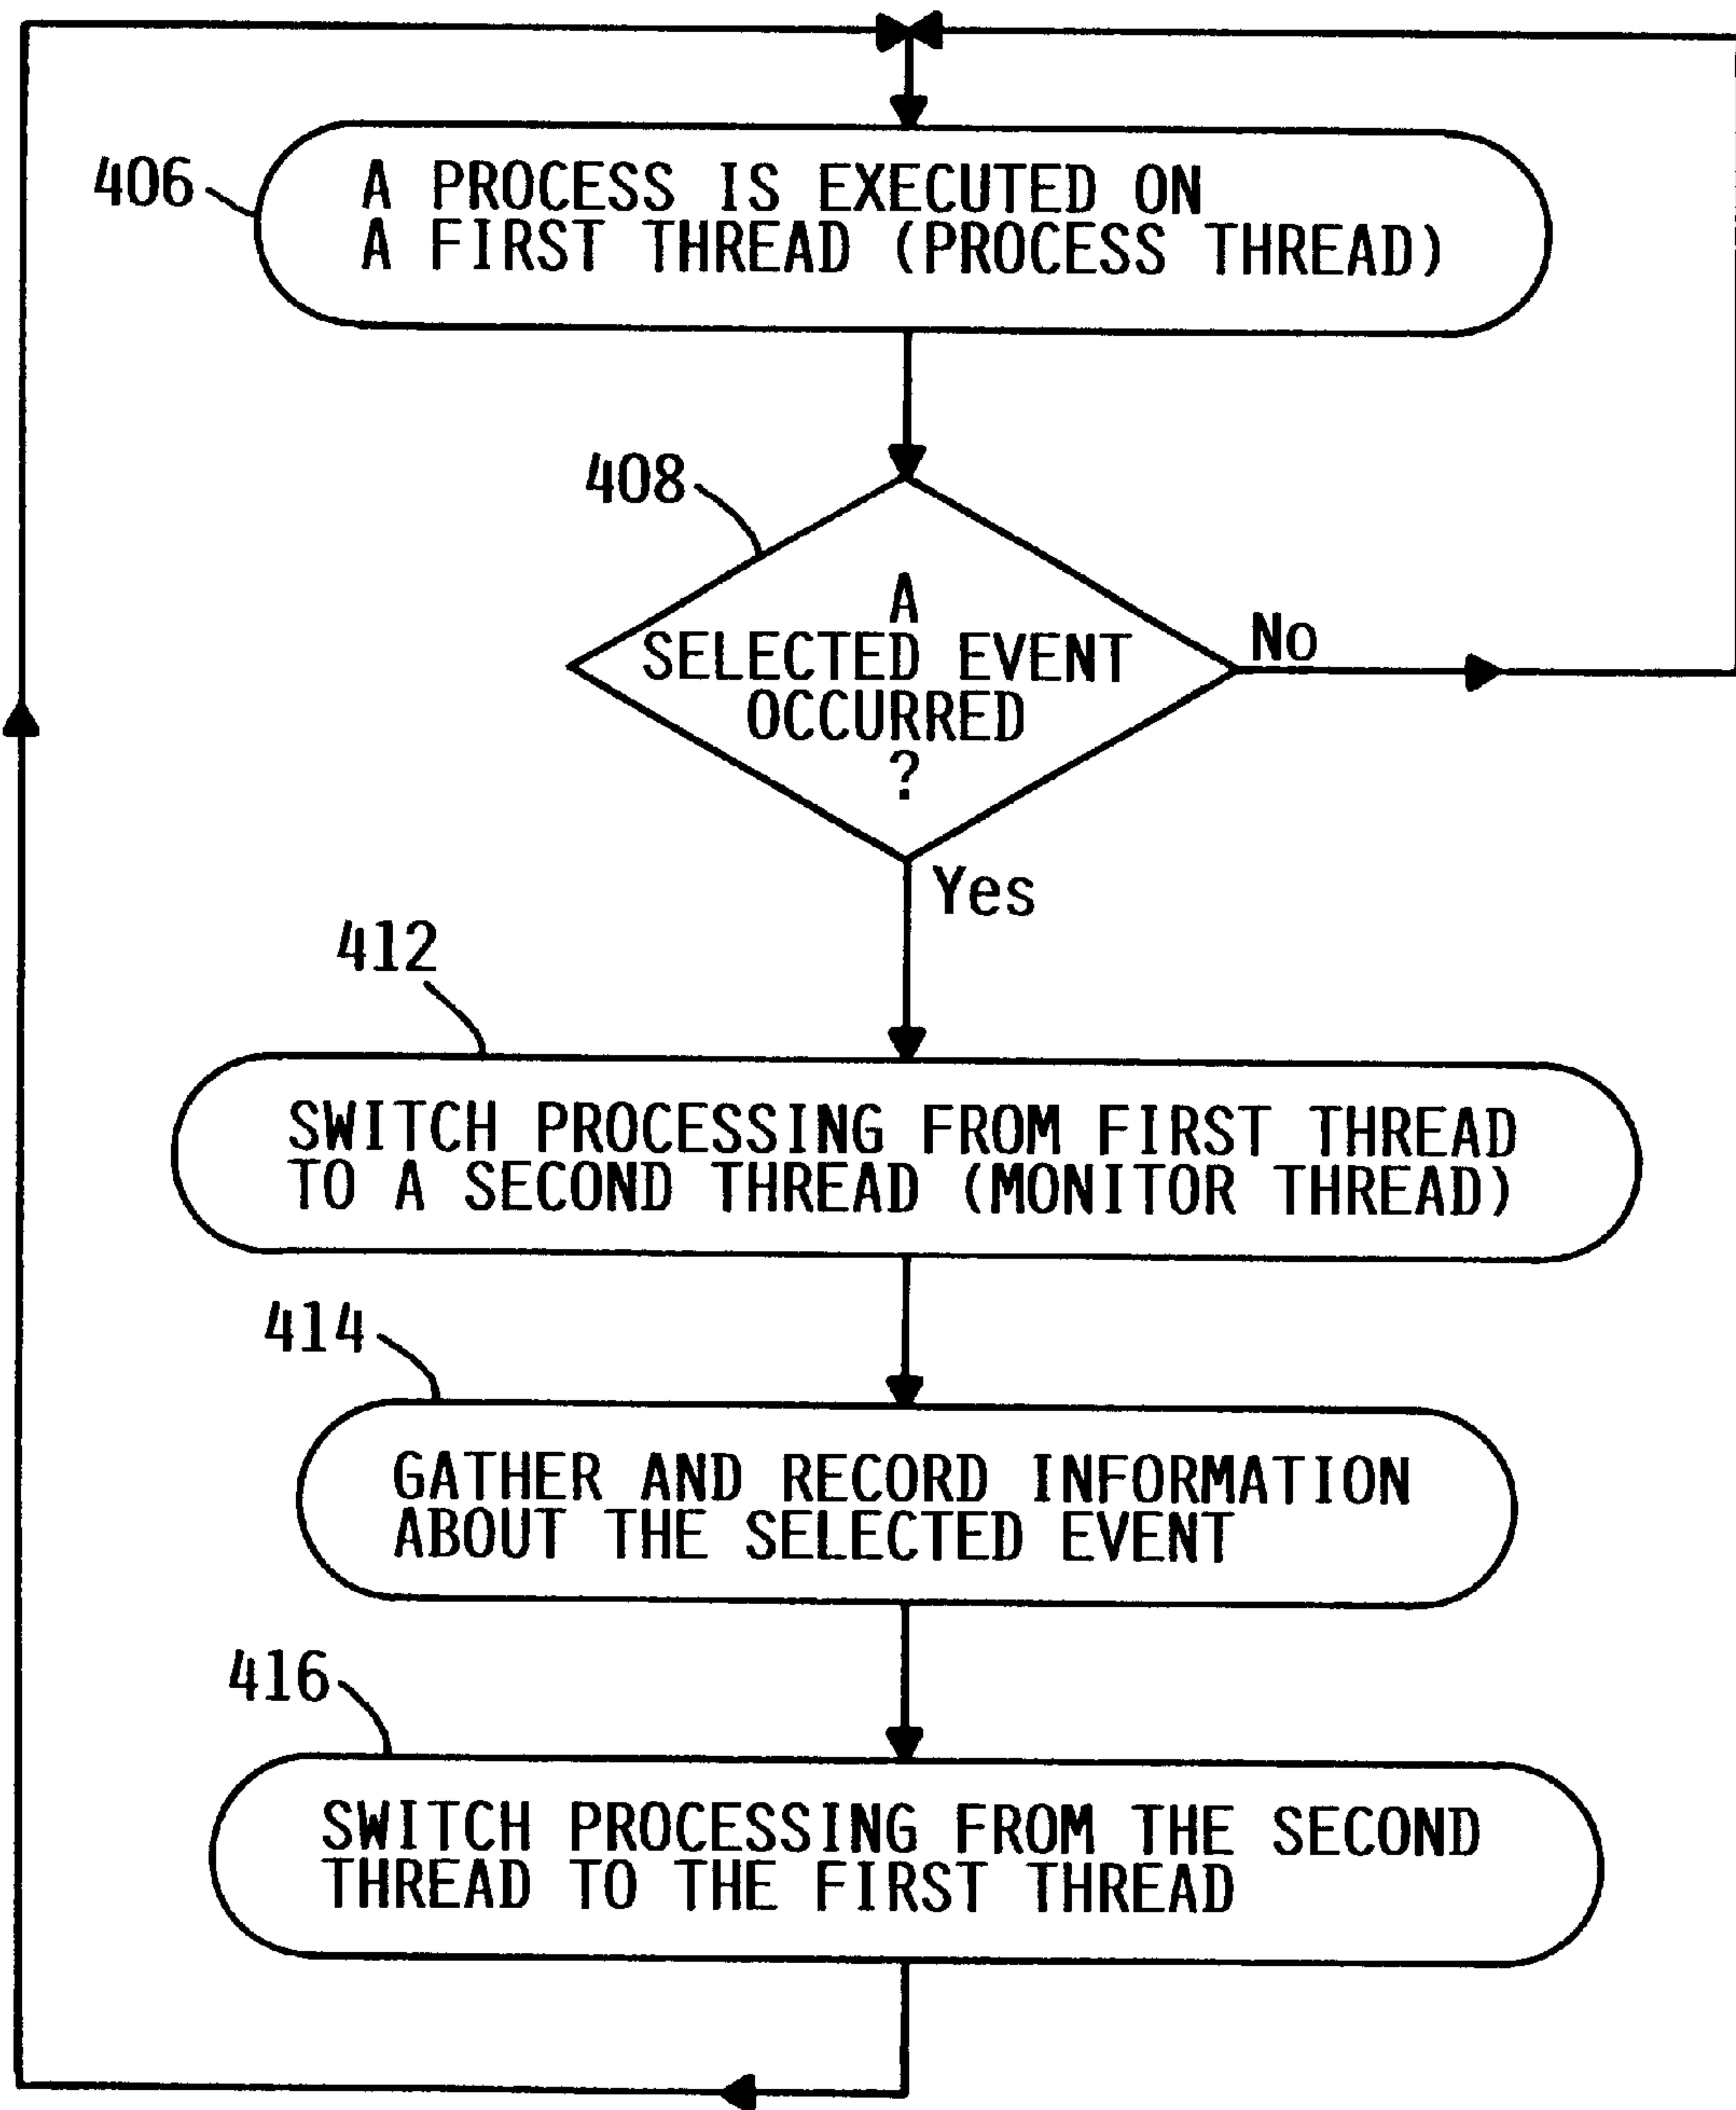 406
A PROCESS IS EXECUTED ON
A FIRST THREAD (PROCESS THREAD)
408
A
SELECTED EVENT
OCCURRED
?
No
Yes
412
SWITCH PROCESSING FROM FIRST THREAD
TO A SECOND THREAD (MONITOR THREAD)
414
GATHER AND RECORD INFORMATION
ABOUT THE SELECTED EVENT
416
SWITCH PROCESSING FROM THE SECOND
THREAD TO THE FIRST THREAD